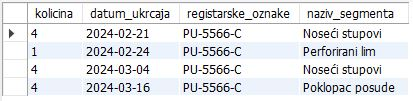 kolicina datum_ukrcaja registarske_oznake naziv_segmenta
4 2024-02-21 PU-5566-C Noseći stupovi
1 2024-02-24 PU-5566-C Perforirani lim
4 2024-03-04 PU-5566-C Noseći stupovi
4 2024-03-16 PU-5566-C Poklopac posude